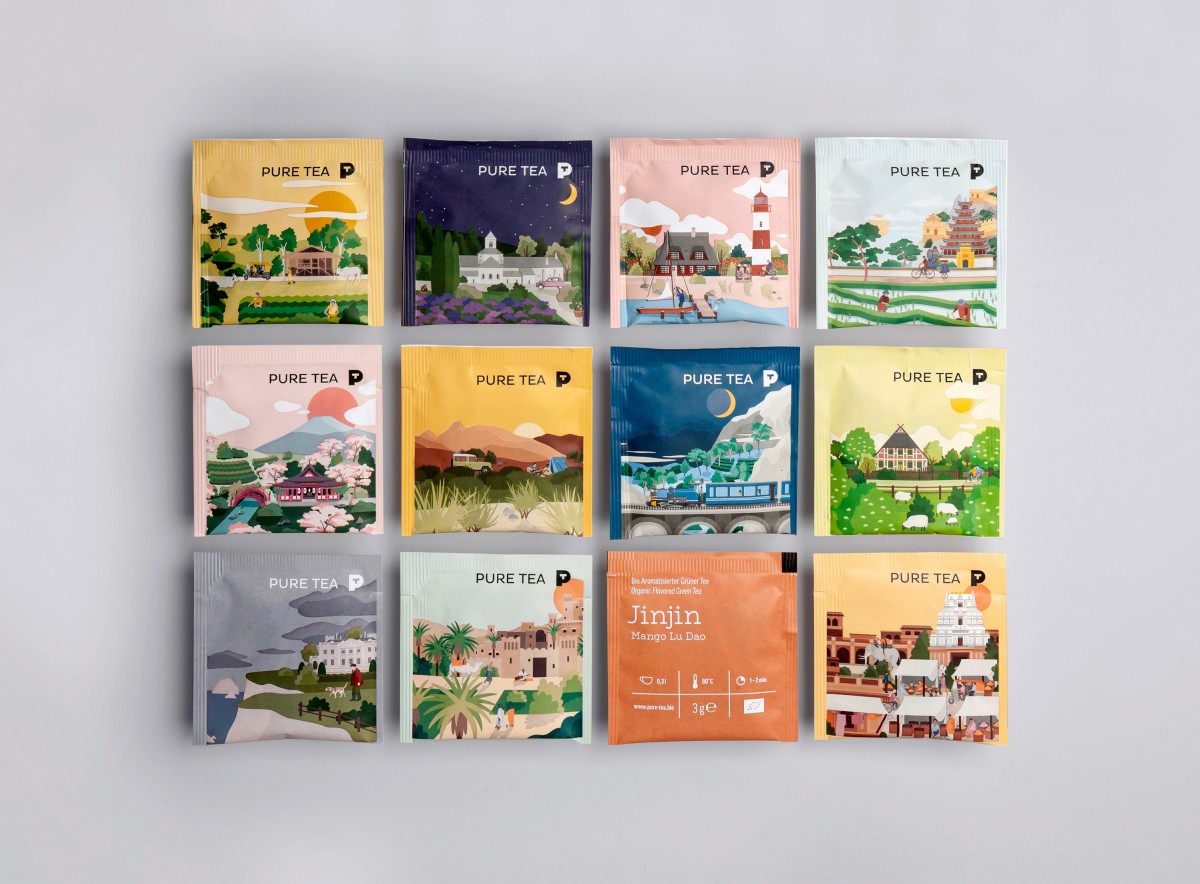 PURE TEA
PURE TEA
PURE TEA
PURE TEA
PURE TEA
PURE TEA
PURE TEA
PURE TEA
PURE TEA
PURE TEA
Bio Aromatisierter Grüner Tee
Organic Flavored Green Tea
Jinjin
Mango Lu Dao
0,3l
80°C
1-2 min
www.pure-tea.bio
3 g ℮
PURE TEA